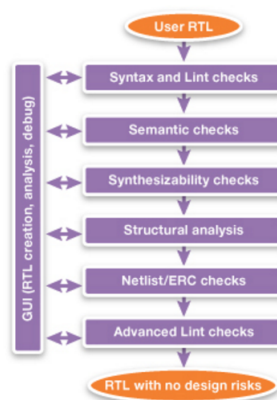 User RTL
Syntax and Lint checks
Semantic checks
Synthesizability checks
Structural analysis
Netlist/ERC checks
Advanced Lint checks
RTL with no design risks
GUI (RTL creation, analysis, debug)